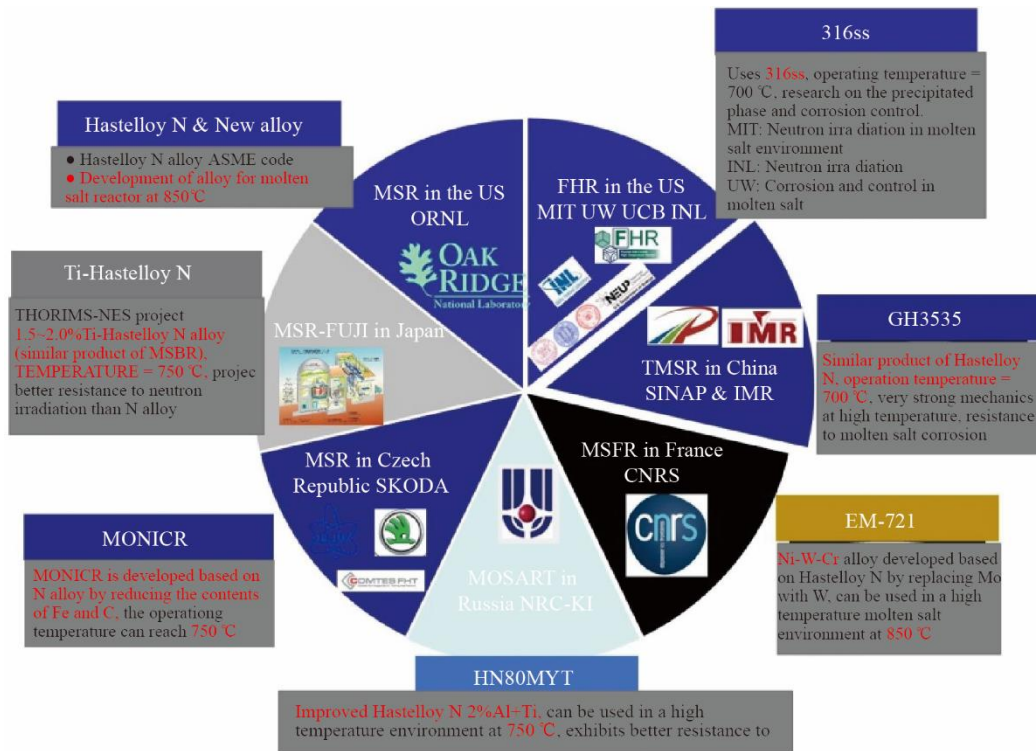 316ss
Uses 316ss, operating temperature =
700 ℃, research on the precipitated
phase and corrosion control.
MIT: Neutron irra diation in molten
salt environment
INL: Neutron irra diation
UW: Corrosion and control in
molten salt
Hastelloy N & New alloy
● Hastelloy N alloy ASME code
● Development of alloy for molten
salt reactor at 850℃
MSR in the US
ORNL
OAK
RIDGE
National Laboratory
FHR in the US
MIT UW UCB INL
FHR
INL
NEUP
Ti-Hastelloy N
THORIMS-NES project
1.5~2.0%Ti-Hastelloy N alloy
(similar product of MSBR),
TEMPERATURE = 750 ℃, projec
better resistance to neutron
irradiation than N alloy
MSR-FUJI in Japan
IMR
TMSR in China
SINAP & IMR
GH3535
Similar product of Hastelloy
N, operation temperature =
700 ℃, very strong mechanics
at high temperature, resistance
to molten salt corrosion
MSR in Czech
Republic SKODA
COMTES FHT
MSFR in France
CNRS
cnrs
MONICR
MONICR is developed based on
N alloy by reducing the contents
of Fe and C, the operationg
temperature can reach 750 ℃
MOSART in
Russia NRC-KI
EM-721
Ni-W-Cr alloy developed based
on Hastelloy N by replacing Mo
with W, can be used in a high
temperature molten salt
environment at 850 ℃
HN80MYT
Improved Hastelloy N 2%Al+Ti, can be used in a high
temperature environment at 750 ℃, exhibits better resistance to